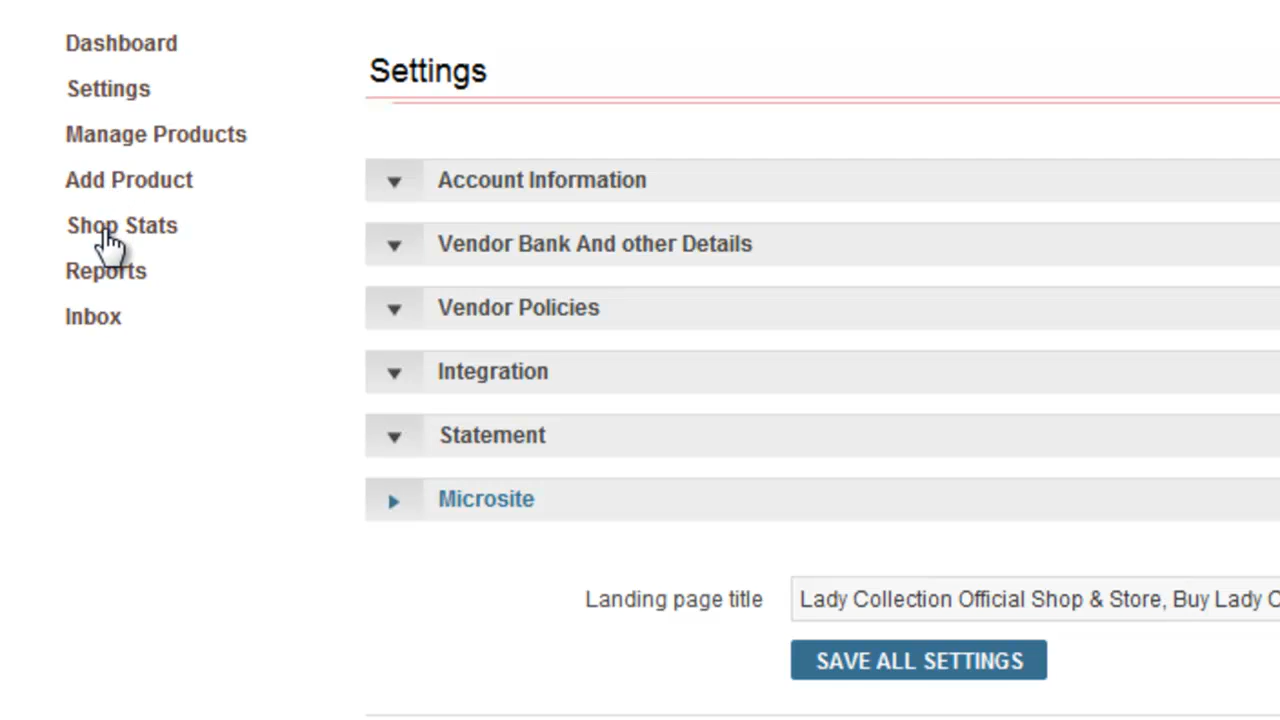 Dashboard
Settings
Manage Products
Add Product
Shop Stats
Reports
Inbox
Settings
Account Information
Vendor Bank And other Details
Vendor Policies
Integration
Statement
Microsite
Landing page title
Lady Collection Official Shop & Store, Buy Lady
SAVE ALL SETTINGS